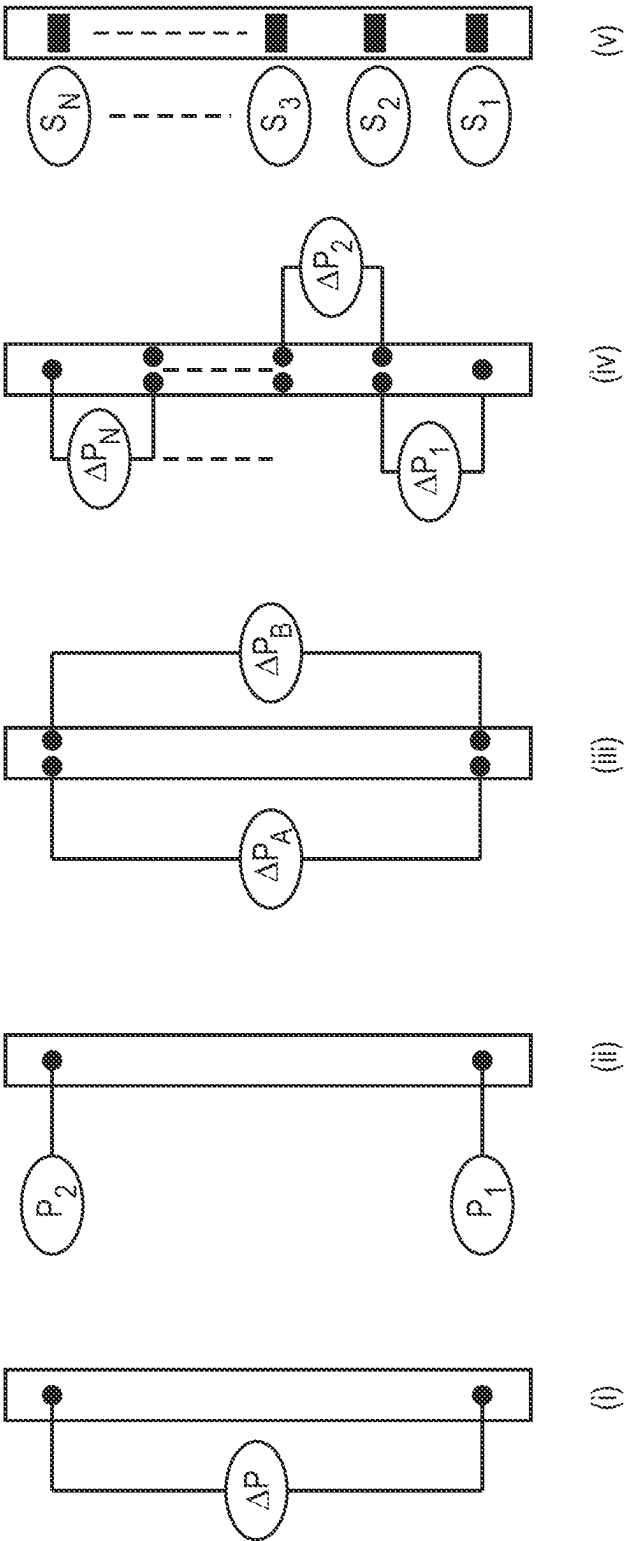 ΔP
(i)
P2
P1
(ii)
ΔPA
ΔPB
(iii)
ΔPN
ΔP2
ΔP1
(iv)
SN
S3
S2
S1
(v)